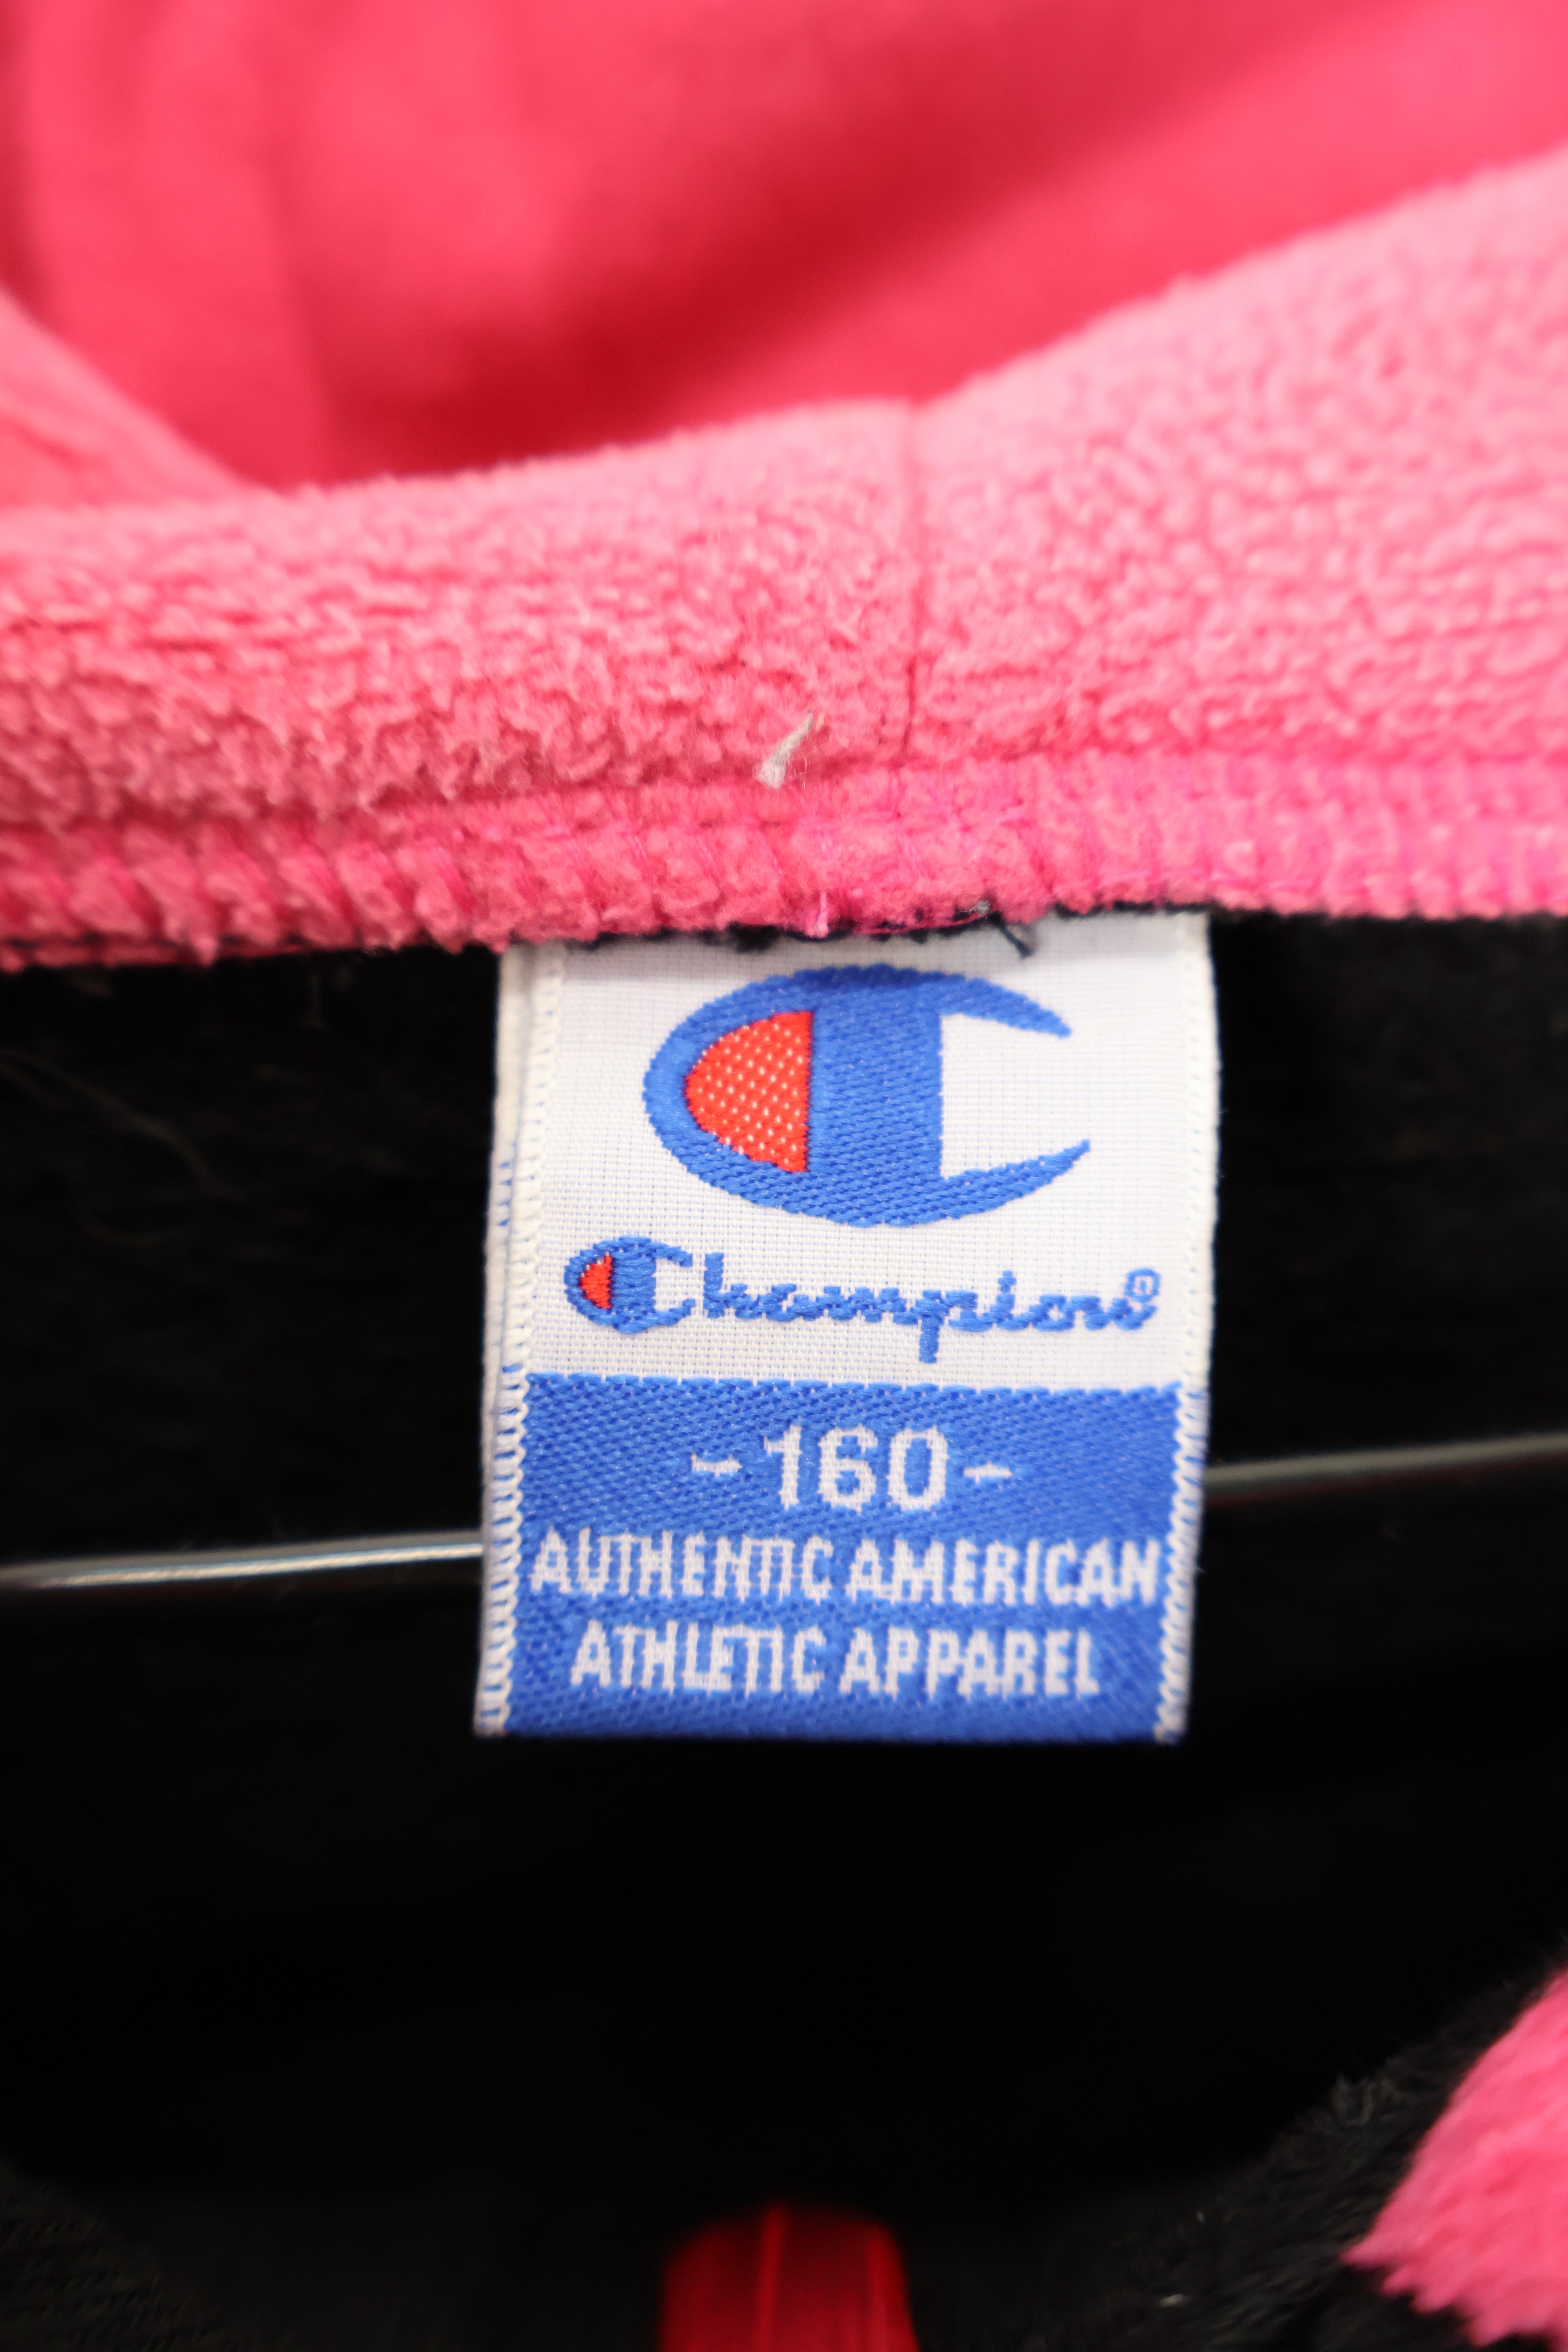 Champion®
-160-
AUTHENTIC AMERICAN
ATHLETIC APPAREL